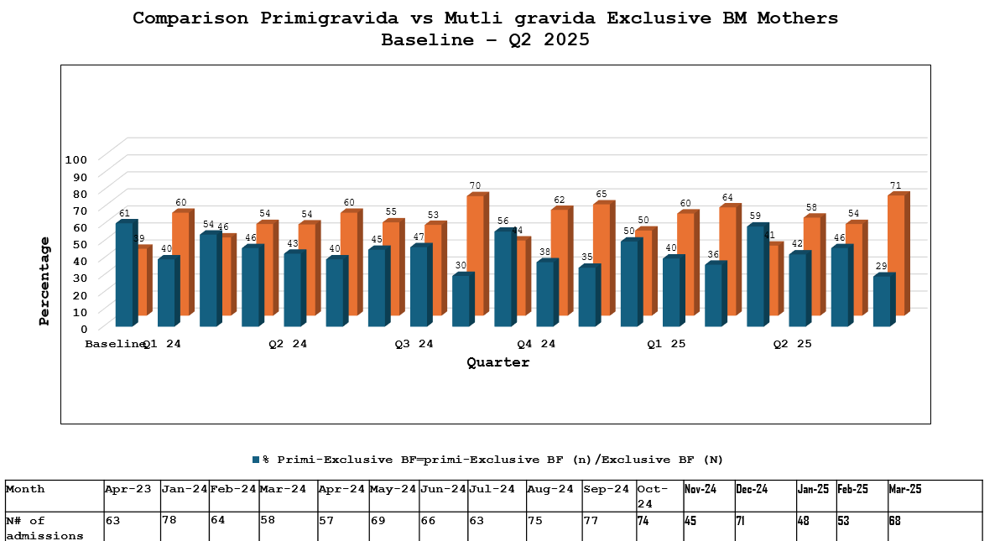 Comparison Primigravida vs Mutli gravida Exclusive BM Mothers
Baseline – Q2 2025
Percentage
100
90
80
70
60
50
40
30
20
10
0
61 39 40 60 54 46 46 54 43 54 40 60 45 55 47 53 30 70 56 44 38 62 35 65 50 50 40 60 36 64 59 41 42 58 46 54 29 71
Baseline Q1 24 Q2 24 Q3 24 Q4 24 Q1 25 Q2 25
Quarter
% Primi-Exclusive BF=primi-Exclusive BF (n)/Exclusive BF (N)
Month Apr-23 Jan-24 Feb-24 Mar-24 Apr-24 May-24 Jun-24 Jul-24 Aug-24 Sep-24 Oct-24 Nov-24 Dec-24 Jan-25 Feb-25 Mar-25
N# of admissions 63 78 64 58 57 69 66 63 75 77 74 45 71 48 53 68